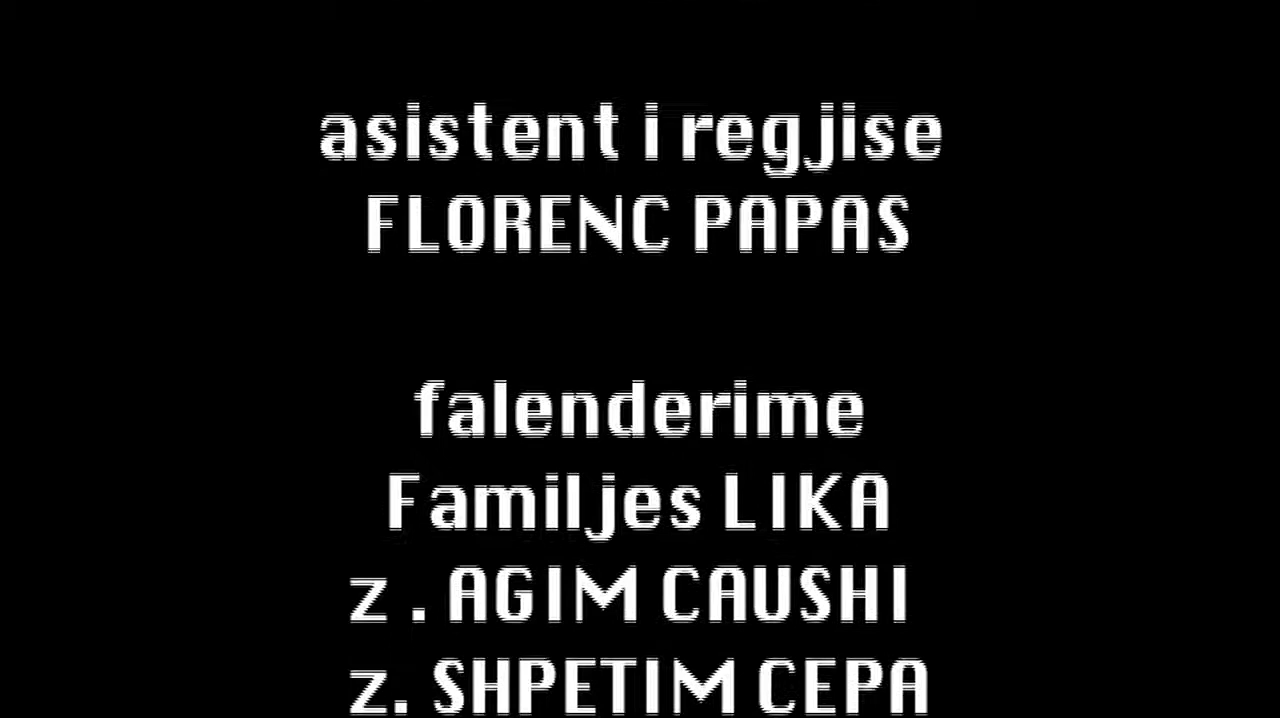 asistent i regjise
FLORENC PAPAS
falenderime
Familjes LIKA
z . AGIM CAUSHI
z. SHPETIM CEPA